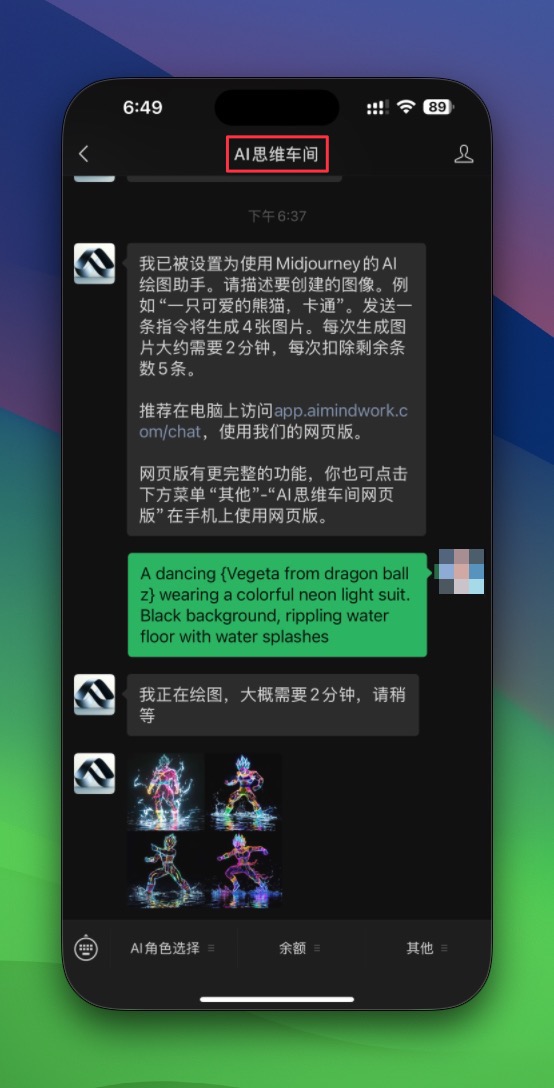 6:49
89
AI思维车间
下午6:37
我已被设置为使用Midjourney的AI
绘图助手。请描述要创建的图像。例
如“一只可爱的熊猫，卡通”。发送一
条指令将生成4张图片。每次生成图
片大约需要2分钟，每次扣除剩余条
数5条。
推荐在电脑上访问app.aimindwork.c
om/chat，使用我们的网页版。
网页版有更完整的功能，你也可点击
下方菜单“其他”-“AI思维车间网页
版”在手机上使用网页版。
A dancing {Vegeta from dragon ball
z} wearing a colorful neon light suit.
Black background, rippling water
floor with water splashes
我正在绘图，大概需要2分钟，请稍
等
AI角色选择
余额
其他